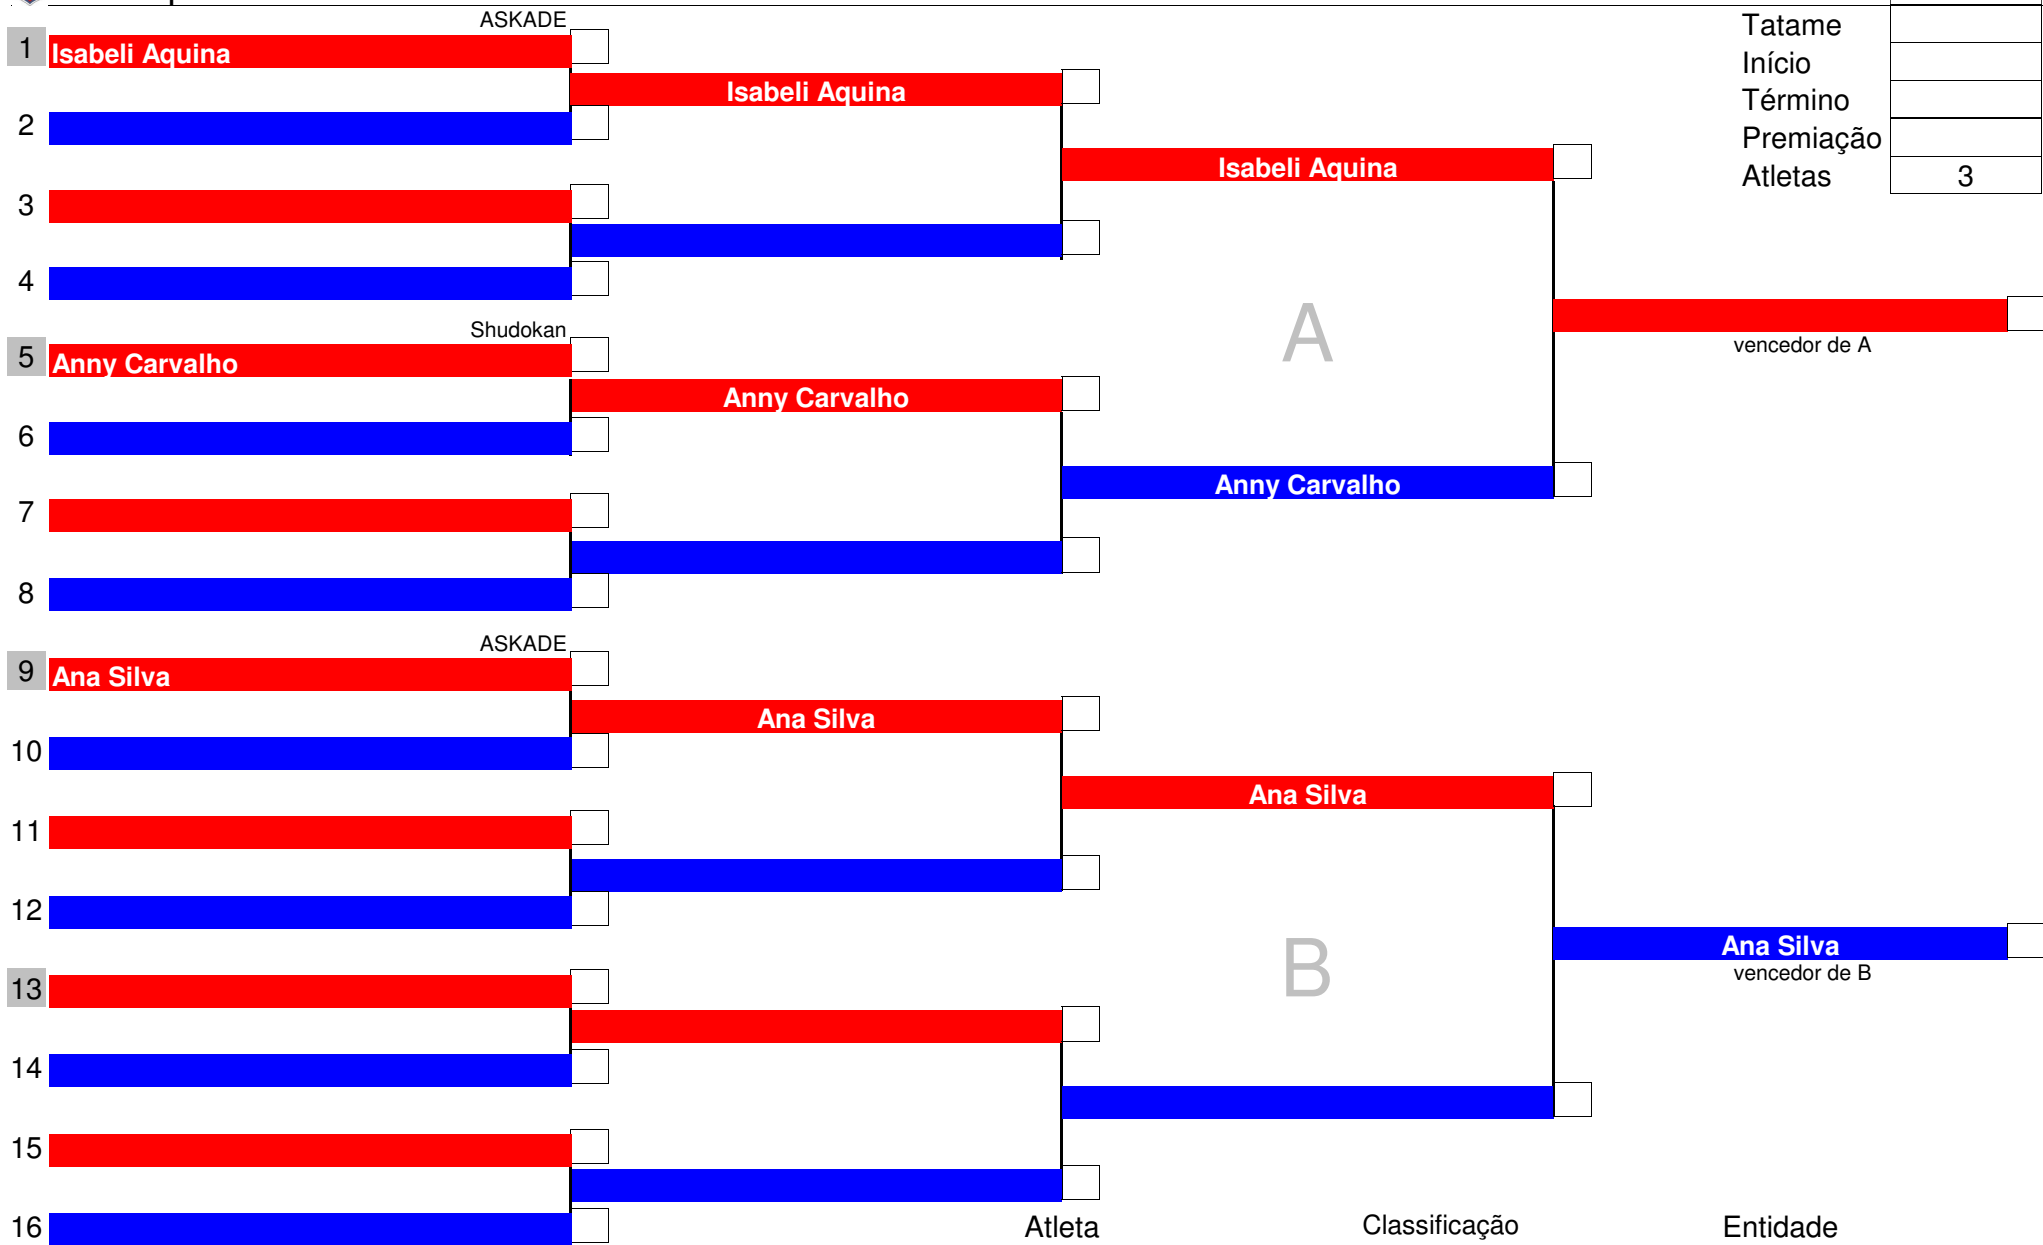 ASKADE
1 Isabeli Aquina
Isabeli Aquina
2
Isabeli Aquina
3
4
Tatame
Início
Término
Premiação
Atletas 3
A
vencedor de A
Shudokan
5 Anny Carvalho
Anny Carvalho
6
Anny Carvalho
7
8
ASKADE
9 Ana Silva
Ana Silva
10
Ana Silva
11
12
B
Ana Silva
vencedor de B
13
14
15
16
Atleta Classificação Entidade